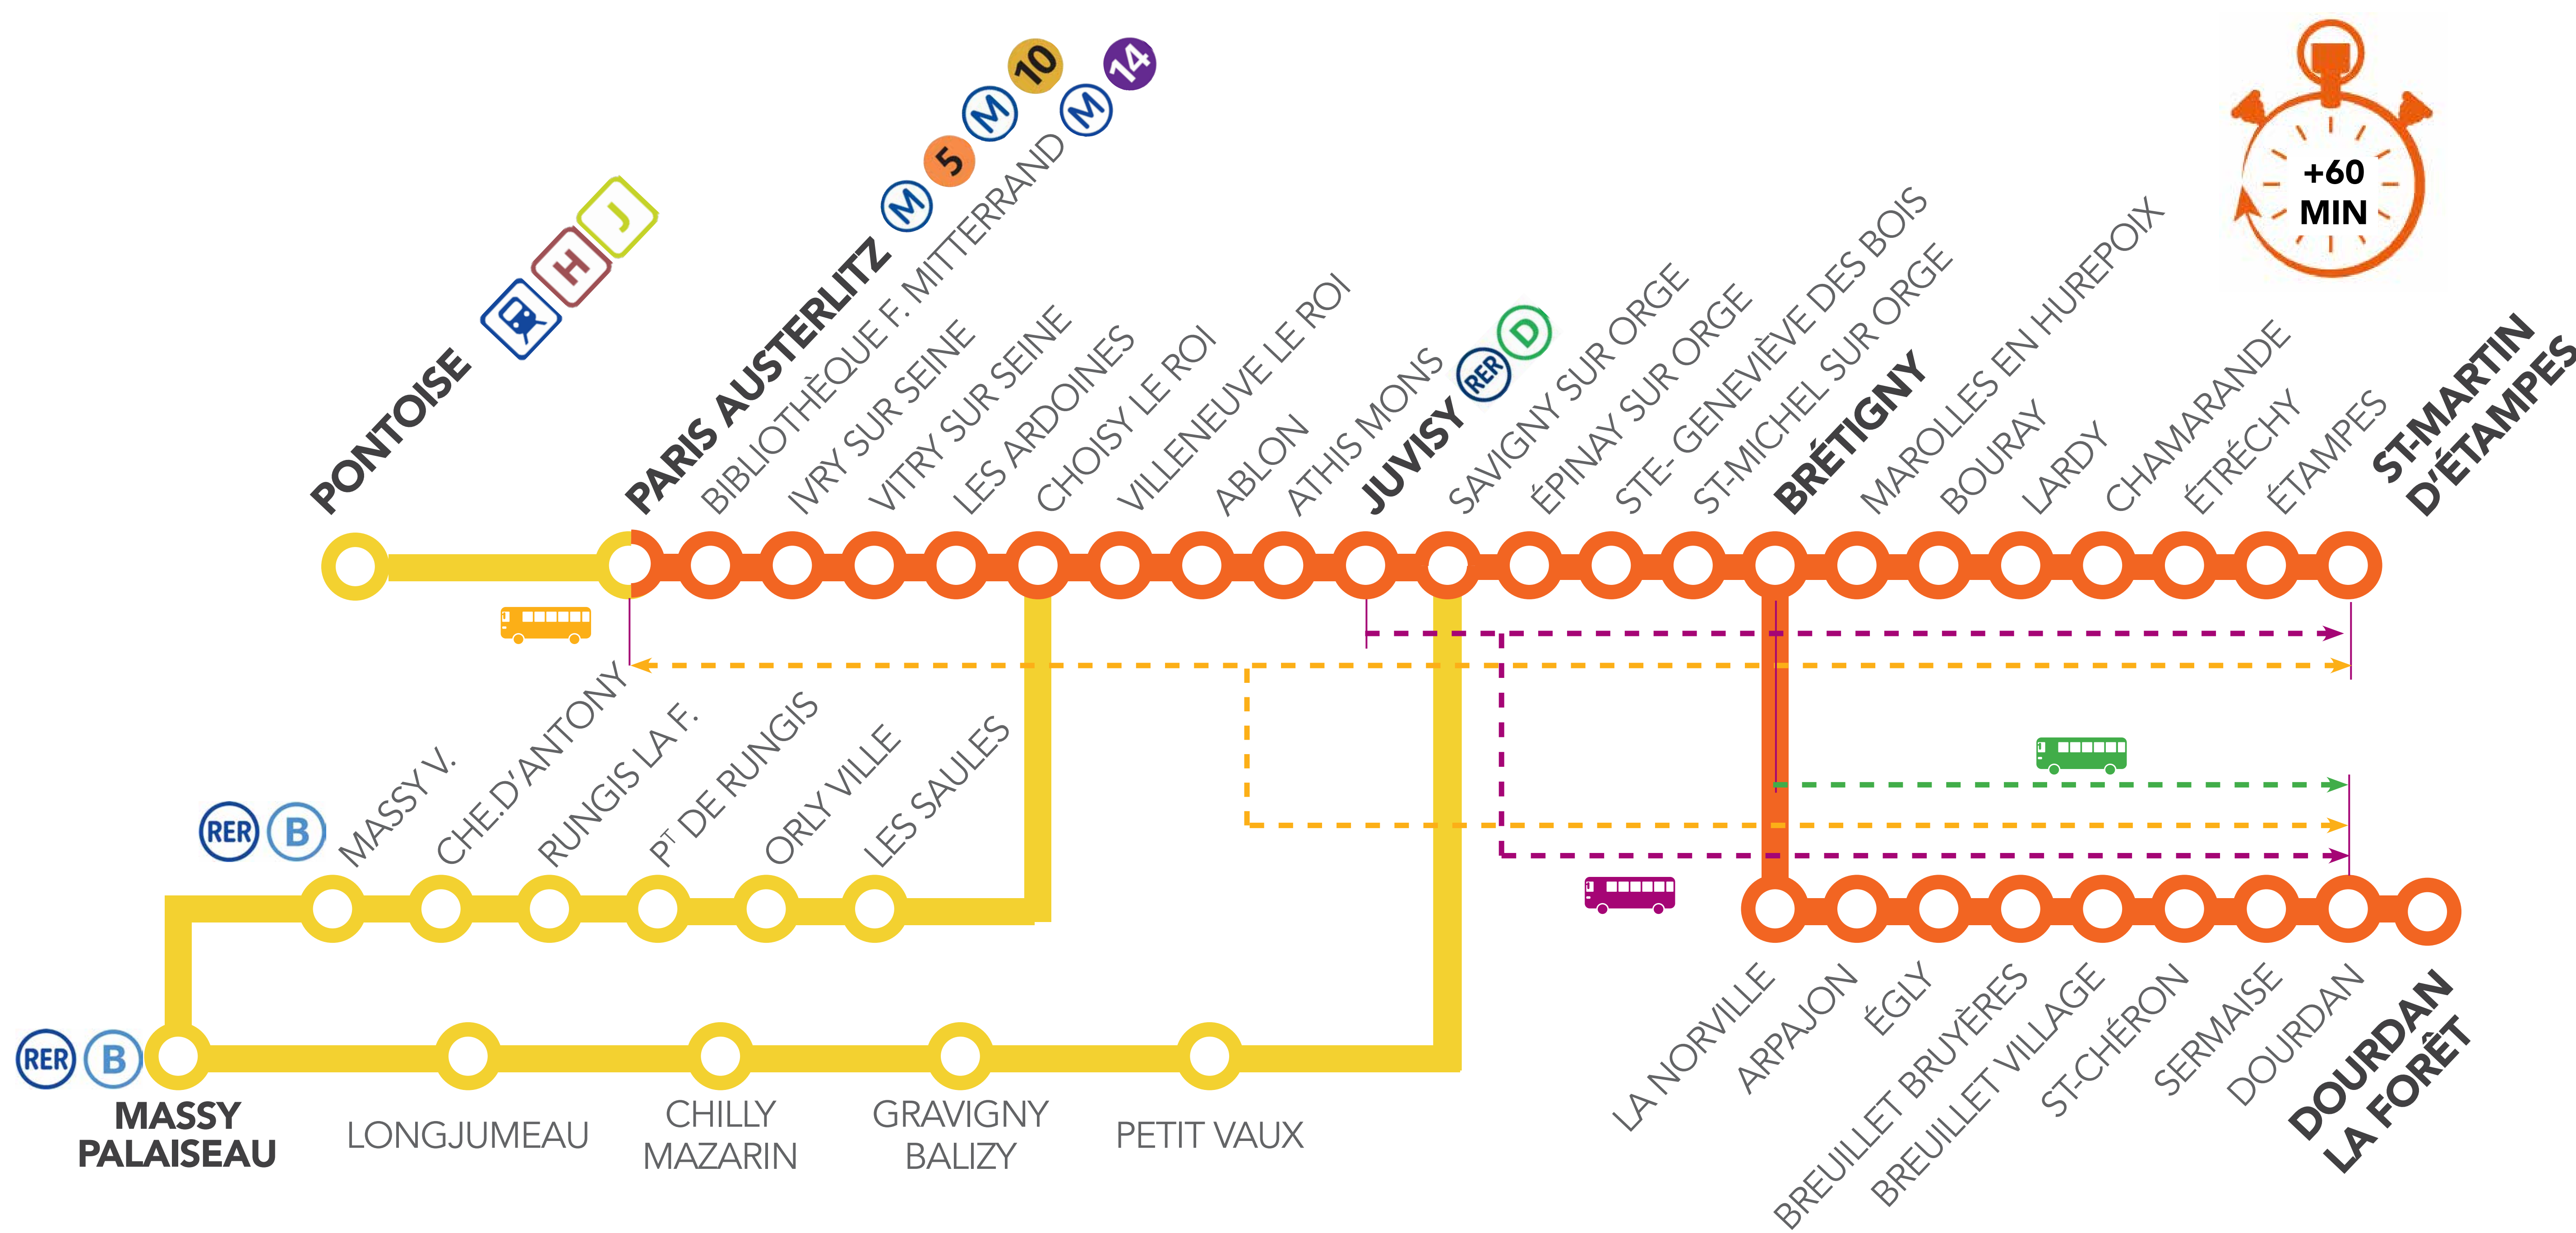 +60
MIN
PONTOISE
H
J
PARIS AUSTERLITZ
M
5
M
10
BIBLIOTHÈQUE F. MITTERRAND
M
14
IVRY SUR SEINE
VITRY SUR SEINE
LES ARDOINES
CHOISY LE ROI
VILLENEUVE LE ROI
ABLON
ATHIS MONS
JUVISY
RER
D
SAVIGNY SUR ORGE
ÉPINAY SUR ORGE
STE- GENEVIÈVE DES BOIS
ST-MICHEL SUR ORGE
BRÉTIGNY
MAROLLES EN HUREPOIX
BOURAY
LARDY
CHAMARANDE
ÉTRÉCHY
ÉTAMPES
ST-MARTIN
D'ÉTAMPES
RER
B
MASSY V.
CHE.D'ANTONY
RUNGIS LA F.
PT DE RUNGIS
ORLY VILLE
LES SAULES
RER
B
MASSY
PALAISEAU
LONGJUMEAU
CHILLY
MAZARIN
GRAVIGNY
BALIZY
PETIT VAUX
LA NORVILLE
ARPAJON
ÉGLY
BREUILLET BRUYÈRES
BREUILLET VILLAGE
ST-CHÉRON
SERMAISE
DOURDAN
DOURDAN
LA FORÊT